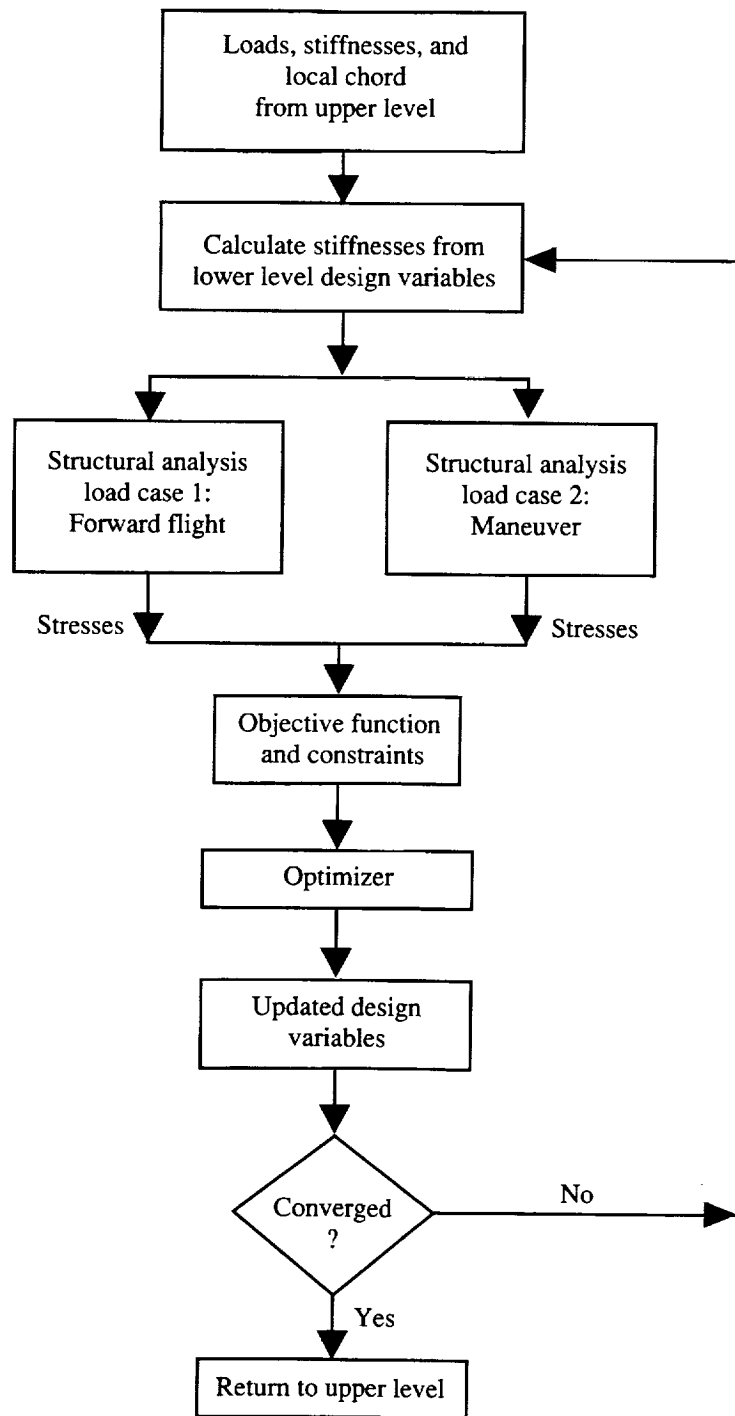 Loads, stiffnesses, and
local chord
from upper level
Calculate stiffnesses from
lower level design variables
Structural analysis
load case 1:
Forward flight
Structural analysis
load case 2:
Maneuver
Stresses
Stresses
Objective function
and constraints
Optimizer
Updated design
variables
Converged
?
No
Yes
Return to upper level